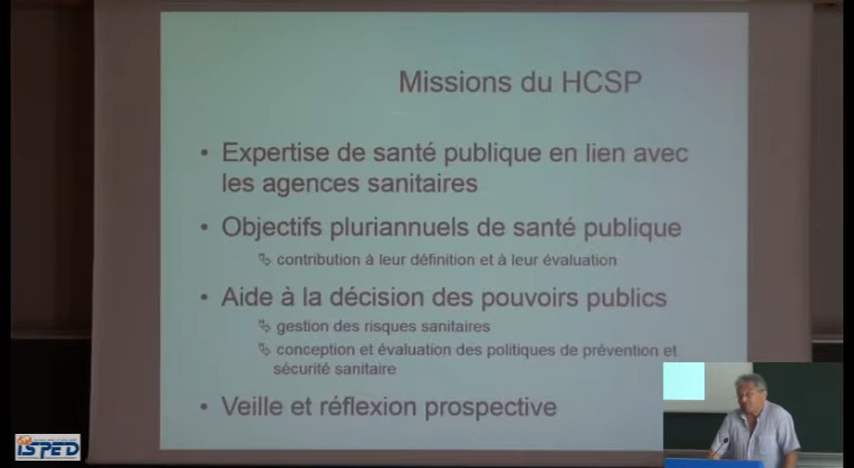 Missions du HCSP
• Expertise de santé publique en lien avec
les agences sanitaires
• Objectifs pluriannuels de santé publique
contribution à leur définition et à leur évaluation
• Aide à la décision des pouvoirs publics
gestion des risques sanitaires
conception et évaluation des politiques de prévention et
sécurité sanitaire
• Veille et réflexion prospective
ISPED